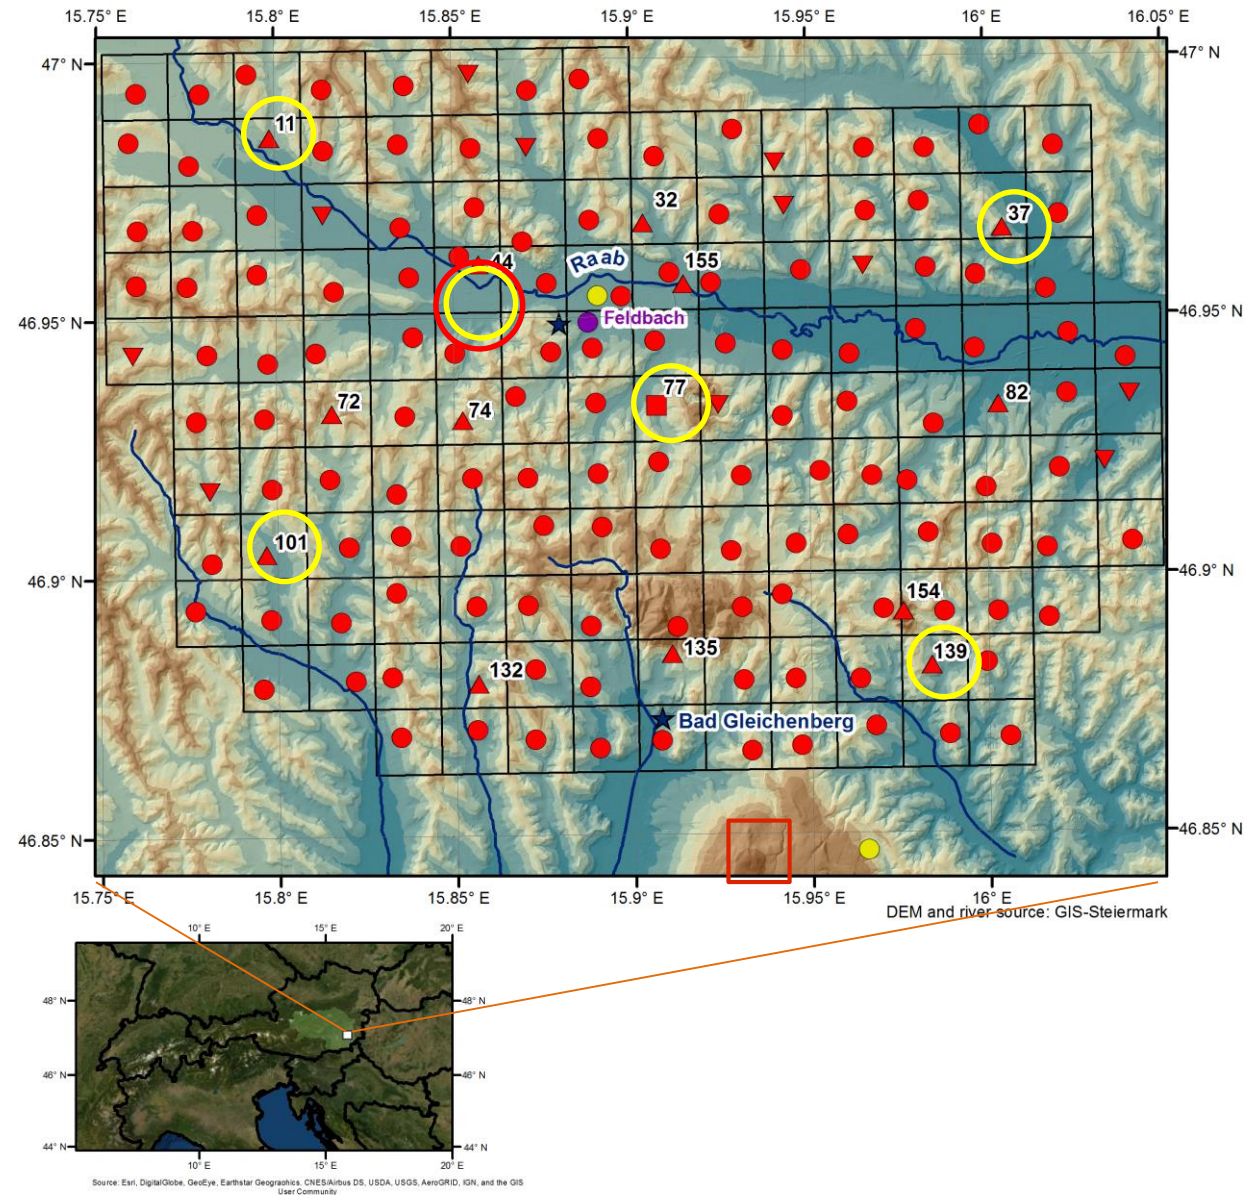 15.75° E 15.8° E 15.85° E 15.9° E 15.95° E 16° E 16.05° E
47° N 47° N
11
32
37
44
155
Raab
46.95° N 46.95° N
Feldbach
77
72
74
82
101
46.9° N 46.9° N
154
135
139
132
Bad Gleichenberg
46.85° N 46.85° N
15.75° E 15.8° E 15.85° E 15.9° E 15.95° E 16° E
DEM and river source: GIS-Steiermark
10° E 15° E 20° E
48° N 48° N
46° N 46° N
44° N 44° N
10° E 15° E 20° E
Source: Esri, DigitalGlobe, GeoEye, Earthstar Geographics, CNES/Airbus DS, USDA, USGS, AeroGRID, IGN, and the GIS
User Community